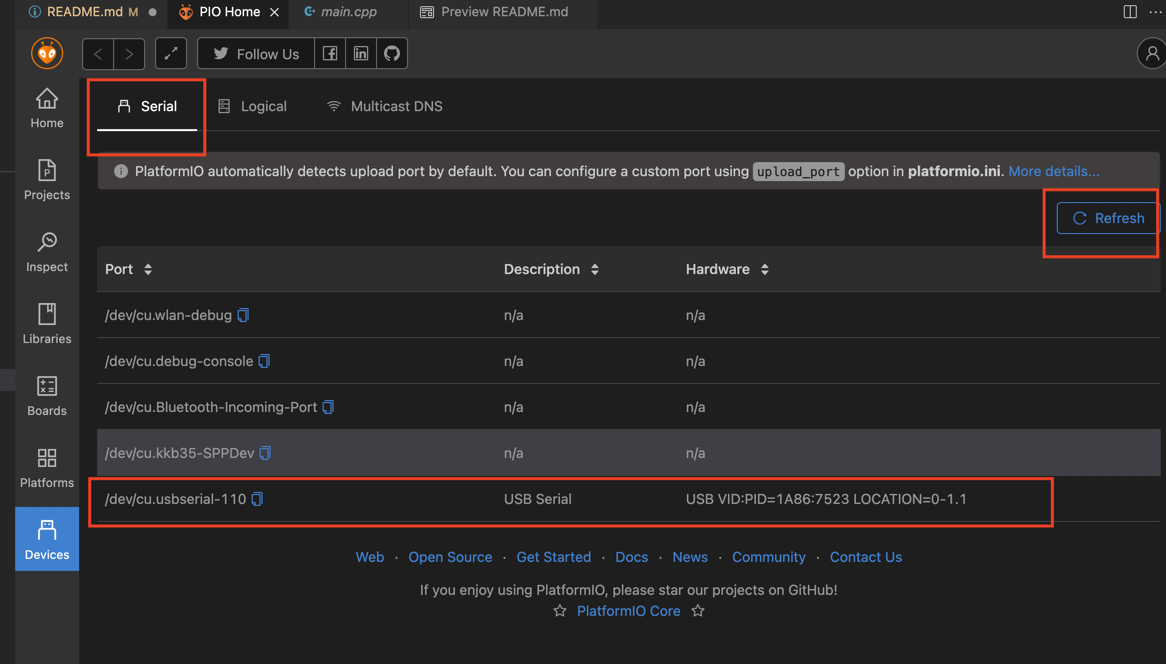 README.md M
PIO Home
main.cpp
Preview README.md
Follow Us
Home
Projects
Inspect
Libraries
Boards
Platforms
Devices
Serial
Logical
Multicast DNS
PlatformIO automatically detects upload port by default. You can configure a custom port using upload_port option in platformio.ini. More details...
Refresh
Port Description Hardware
/dev/cu.wlan-debug n/a n/a
/dev/cu.debug-console n/a n/a
/dev/cu.Bluetooth-Incoming-Port n/a n/a
/dev/cu.kkb35-SPPDev n/a n/a
/dev/cu.usbserial-110 USB Serial USB VID:PID=1A86:7523 LOCATION=0-1.1
Web · Open Source · Get Started · Docs · News · Community · Contact Us
If you enjoy using PlatformIO, please star our projects on GitHub!
PlatformIO Core